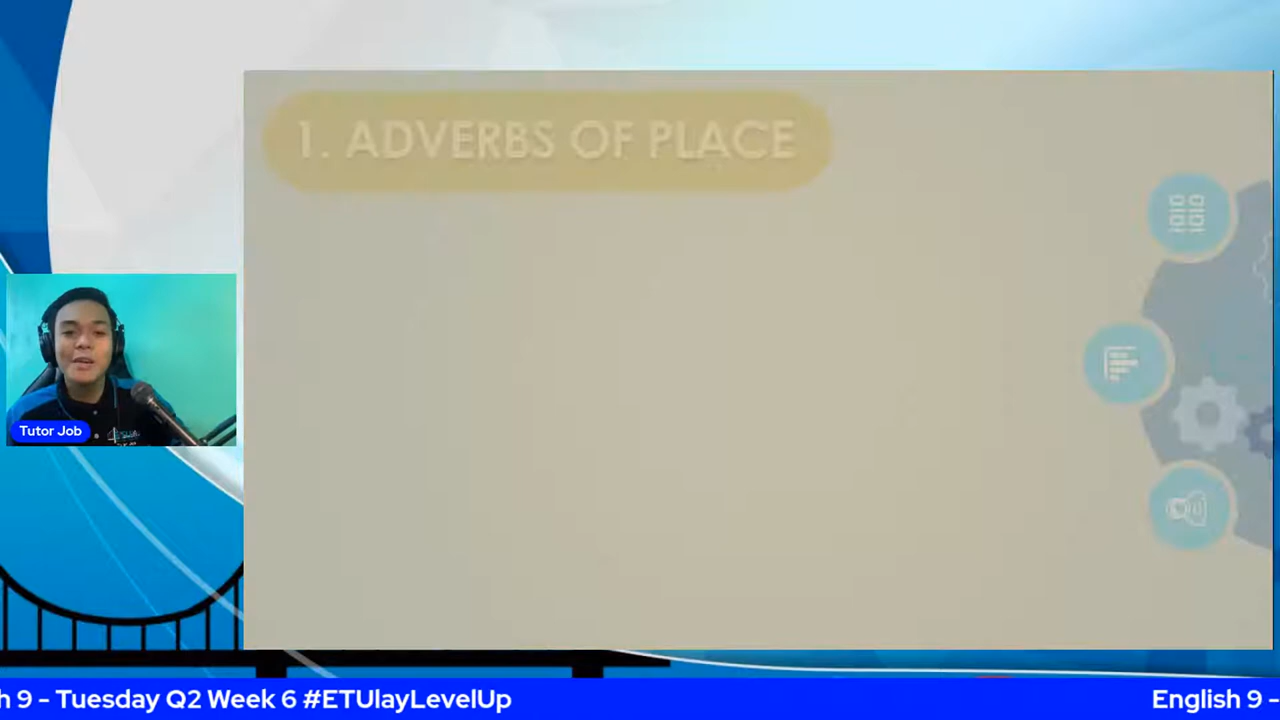 1. ADVERBS OF PLACE
Tutor Job
h 9 - Tuesday Q2 Week 6 #ETUlayLevelUp
English 9 -